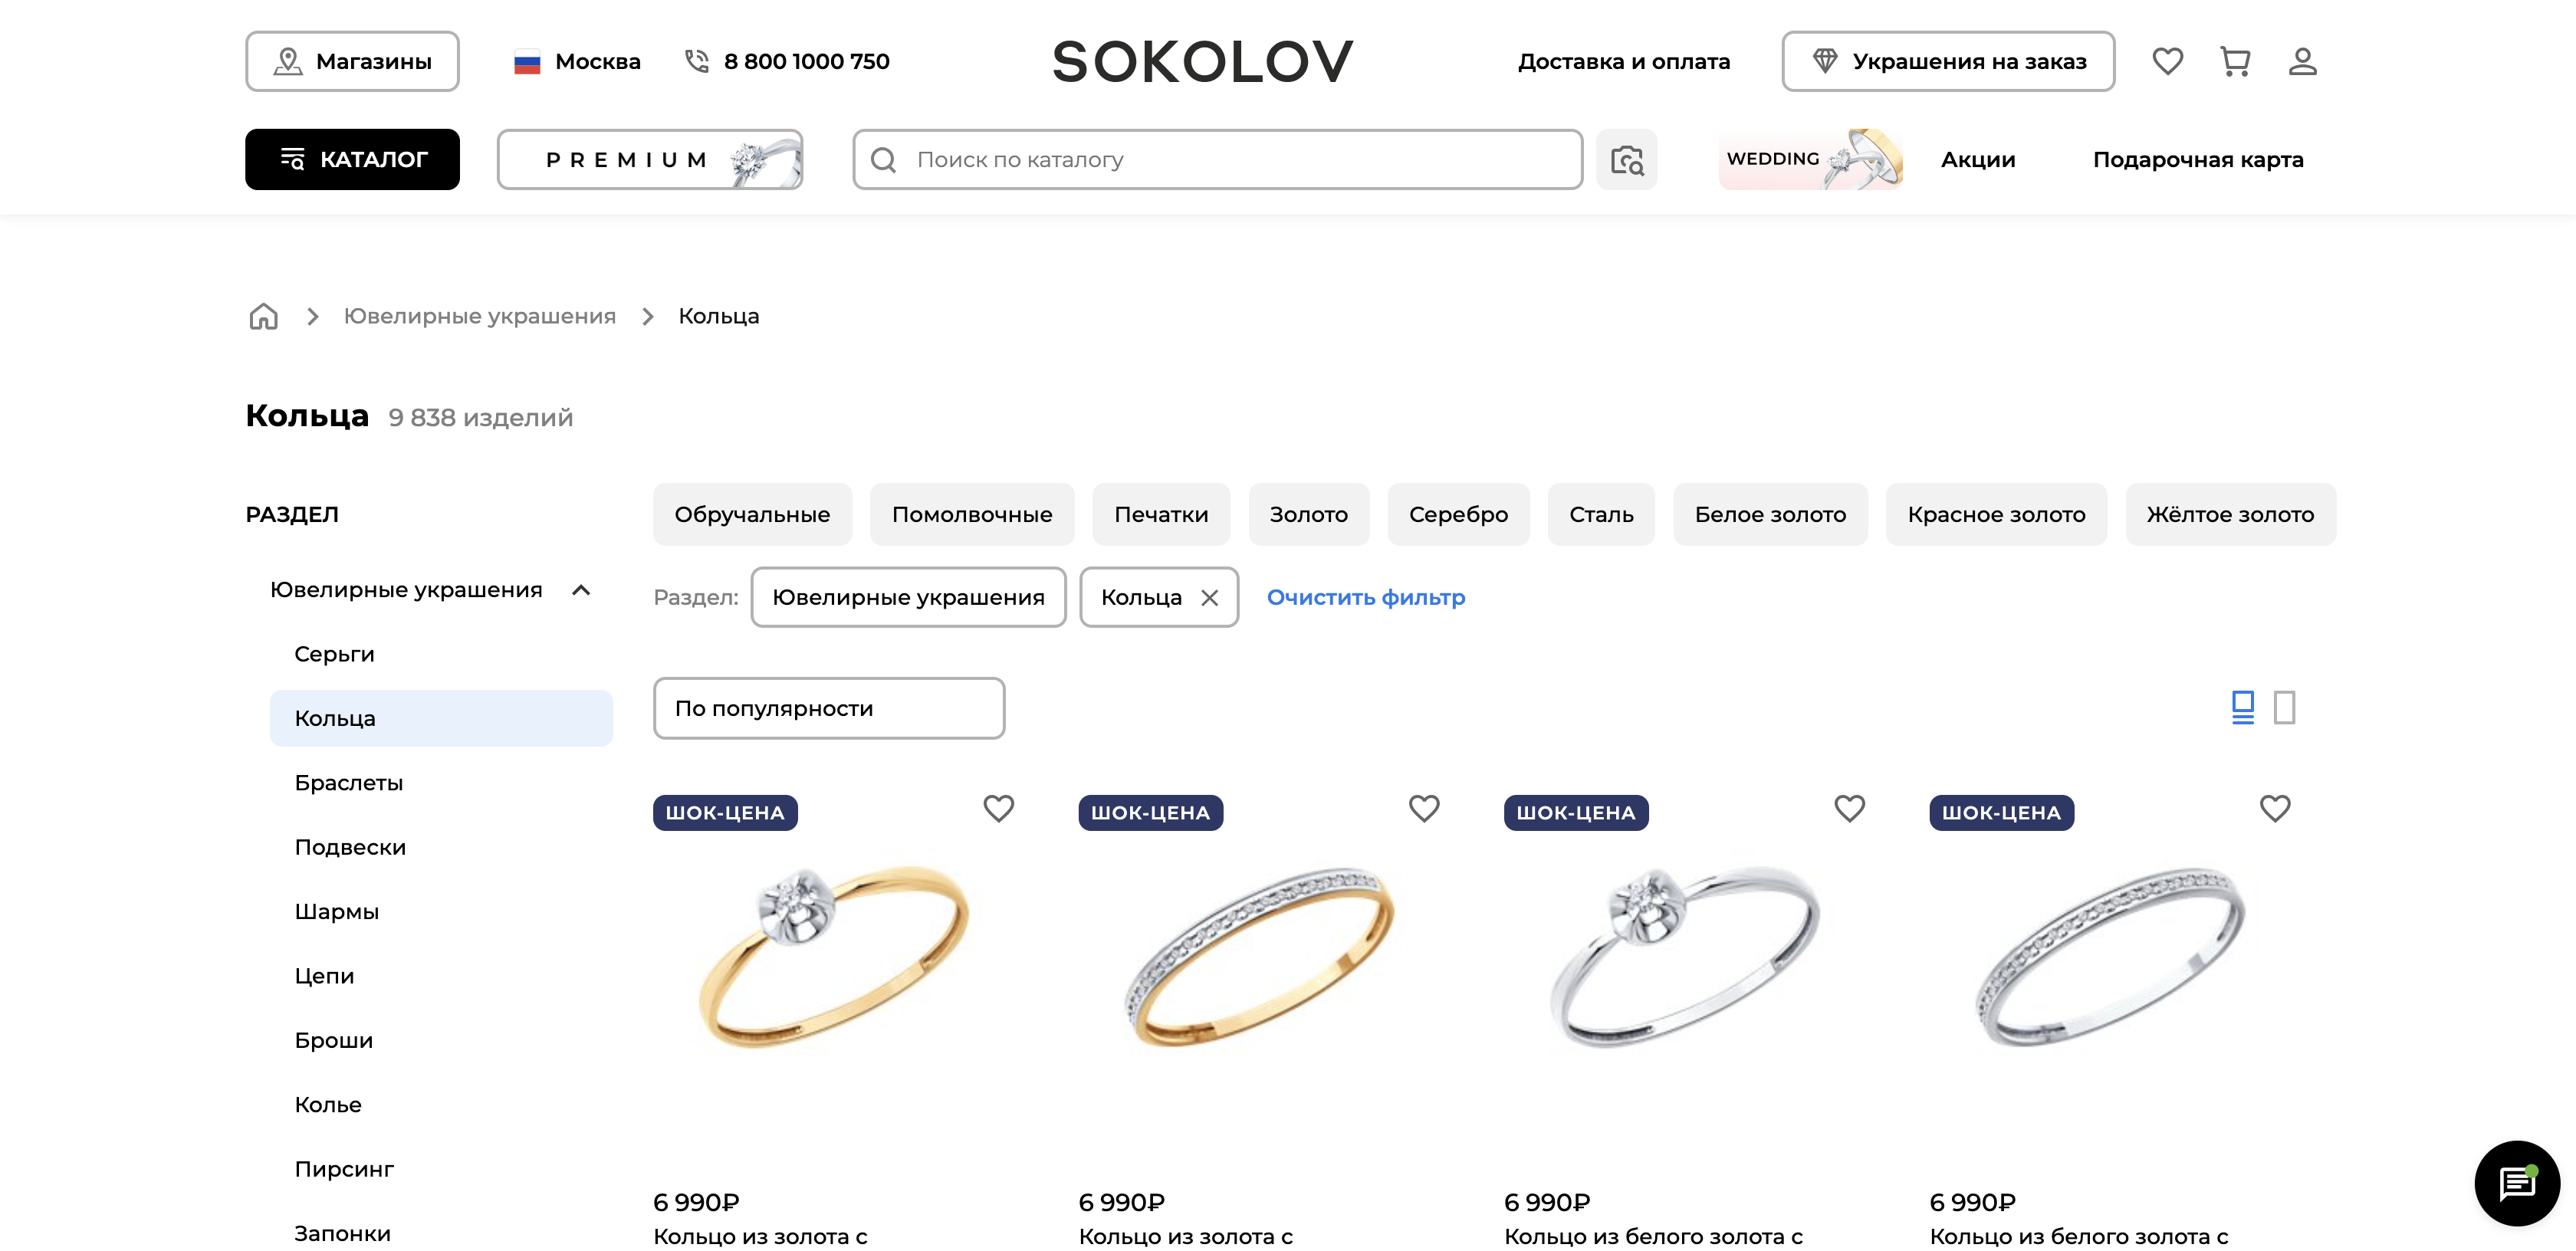 Магазины
Москва
8 800 1000 750
SOKOLOV
Доставка и оплата
Украшения на заказ
КАТАЛОГ
PREMIUM
Поиск по каталогу
WEDDING
Акции
Подарочная карта
Ювелирные украшения
Кольца
Кольца 9 838 изделий
РАЗДЕЛ
Ювелирные украшения
Серьги
Кольца
Браслеты
Подвески
Шармы
Цепи
Броши
Колье
Пирсинг
Запонки
Обручальные
Помолвочные
Печатки
Золото
Серебро
Сталь
Белое золото
Красное золото
Жёлтое золото
Раздел:
Ювелирные украшения
Кольца
Очистить фильтр
По популярности
ШОК-ЦЕНА
6 990₽
Кольцо из золота с
ШОК-ЦЕНА
6 990₽
Кольцо из золота с
ШОК-ЦЕНА
6 990₽
Кольцо из белого золота с
ШОК-ЦЕНА
6 990₽
Кольцо из белого золота с